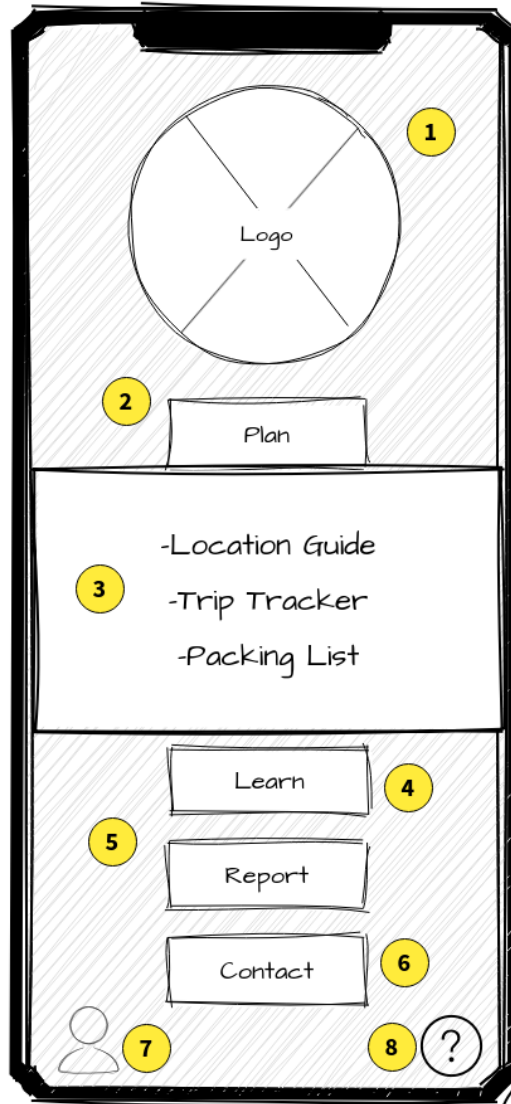 1
Logo
2
Plan
-Location Guide
3
-Trip Tracker
-Packing List
Learn
4
5
Report
Contact
6
7
8
?